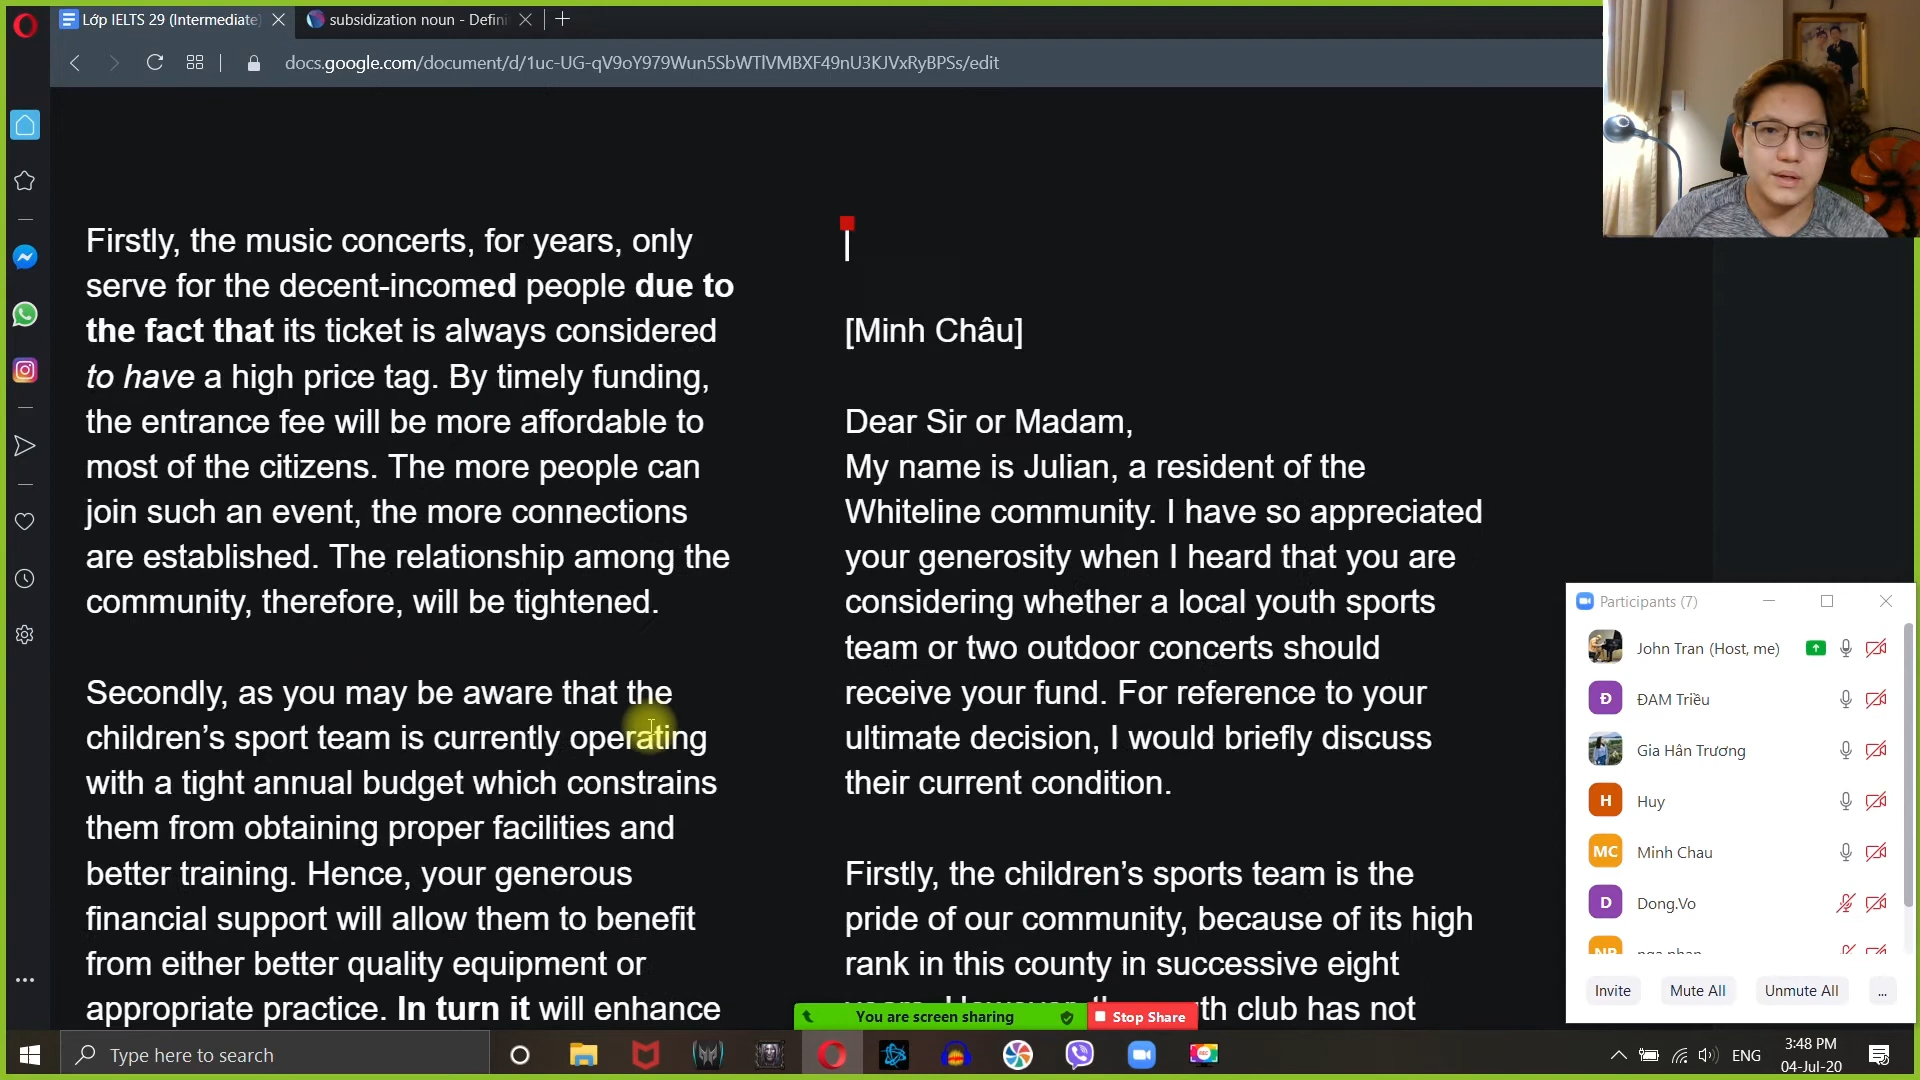 Lớp IELTS 29 (Intermediate)
subsidization noun - Defini
docs.google.com/document/d/1uc-UG-qV9oY979Wun5SbWTlVMBXF49nU3KJVxRyBPSs/edit
Firstly, the music concerts, for years, only
serve for the decent-incomed people due to
the fact that its ticket is always considered
to have a high price tag. By timely funding,
the entrance fee will be more affordable to
most of the citizens. The more people can
join such an event, the more connections
are established. The relationship among the
community, therefore, will be tightened.
Secondly, as you may be aware that the
children's sport team is currently operating
with a tight annual budget which constrains
them from obtaining proper facilities and
better training. Hence, your generous
financial support will allow them to benefit
from either better quality equipment or
appropriate practice. In turn it will enhance
[Minh Châu]
Dear Sir or Madam,
My name is Julian, a resident of the
Whiteline community. I have so appreciated
your generosity when I heard that you are
considering whether a local youth sports
team or two outdoor concerts should
receive your fund. For reference to your
ultimate decision, I would briefly discuss
their current condition.
Firstly, the children's sports team is the
pride of our community, because of its high
rank in this county in successive eight
club has not
Participants (7)
John Tran (Host, me)
Đ ĐAM Triều
Gia Hân Trương
H Huy
MC Minh Chau
D Dong.Vo
Invite
Mute All
Unmute All
...
You are screen sharing
Stop Share
Type here to search
ENG
3:48 PM
04-Jul-20